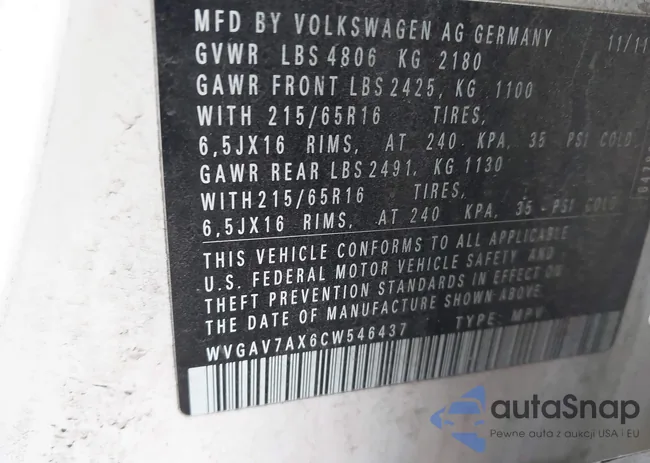 MFD BY VOLKSWAGEN AG GERMANY 11/11
GVWR LBS 4806 KG 2180
GAWR FRONT LBS 2425, KG 1100
WITH 215/65R16 TIRES,
6,5JX16 RIMS, AT 240 KPA, 35 PSI COLD
GAWR REAR LBS 2491, KG 1130
WITH 215/65R16 TIRES,
6,5JX16 RIMS, AT 240 KPA, 35 PSI COLD
THIS VEHICLE CONFORMS TO ALL APPLICABLE
U.S. FEDERAL MOTOR VEHICLE SAFETY AND
THEFT PREVENTION STANDARDS IN EFFECT ON
THE DATE OF MANUFACTURE SHOWN ABOVE.
WVGAV7AX6CW546437 TYPE: MPV
autaSnap
Pewne auta z aukcji USA i EU